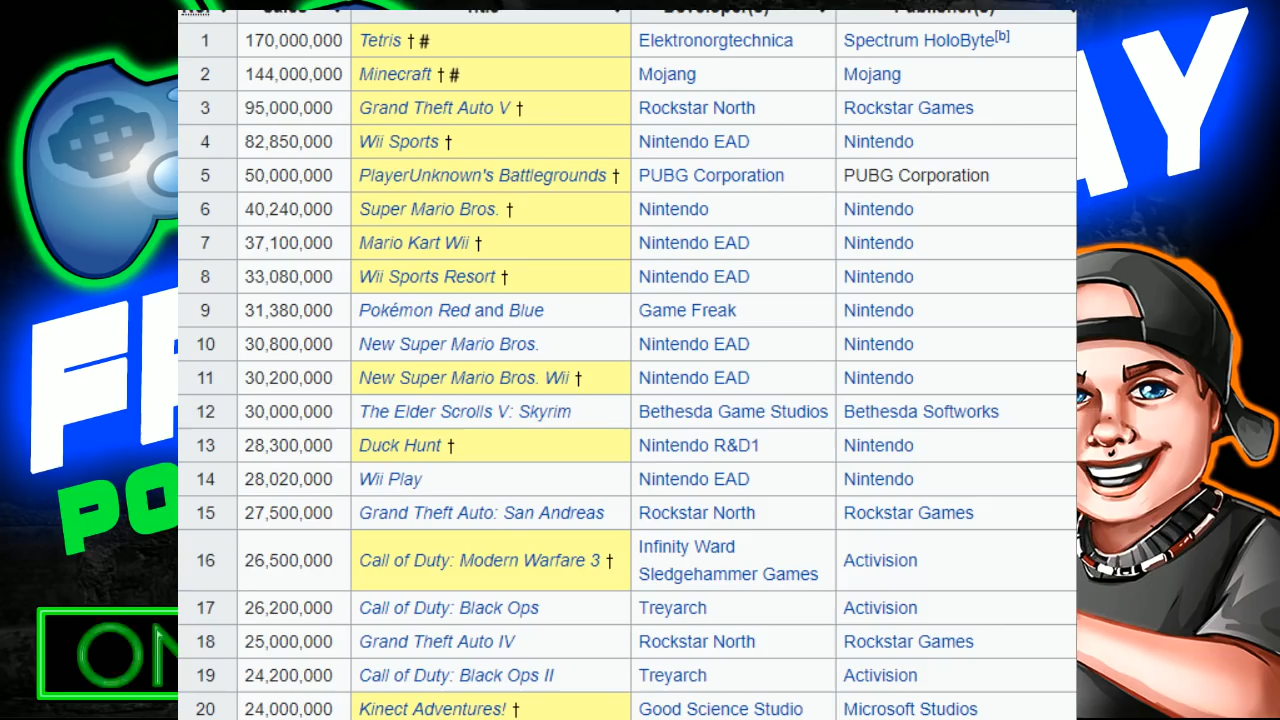 1 170,000,000 Tetris † # Elektronorgtechnica Spectrum HoloByte[b]
2 144,000,000 Minecraft † # Mojang Mojang
3 95,000,000 Grand Theft Auto V † Rockstar North Rockstar Games
4 82,850,000 Wii Sports † Nintendo EAD Nintendo
5 50,000,000 PlayerUnknown's Battlegrounds † PUBG Corporation PUBG Corporation
6 40,240,000 Super Mario Bros. † Nintendo Nintendo
7 37,100,000 Mario Kart Wii † Nintendo EAD Nintendo
8 33,080,000 Wii Sports Resort † Nintendo EAD Nintendo
9 31,380,000 Pokémon Red and Blue Game Freak Nintendo
10 30,800,000 New Super Mario Bros. Nintendo EAD Nintendo
11 30,200,000 New Super Mario Bros. Wii † Nintendo EAD Nintendo
12 30,000,000 The Elder Scrolls V: Skyrim Bethesda Game Studios Bethesda Softworks
13 28,300,000 Duck Hunt † Nintendo R&D1 Nintendo
14 28,020,000 Wii Play Nintendo EAD Nintendo
15 27,500,000 Grand Theft Auto: San Andreas Rockstar North Rockstar Games
16 26,500,000 Call of Duty: Modern Warfare 3 † Infinity Ward Activision
Sledgehammer Games
17 26,200,000 Call of Duty: Black Ops Treyarch Activision
18 25,000,000 Grand Theft Auto IV Rockstar North Rockstar Games
19 24,200,000 Call of Duty: Black Ops II Treyarch Activision
20 24,000,000 Kinect Adventures! † Good Science Studio Microsoft Studios